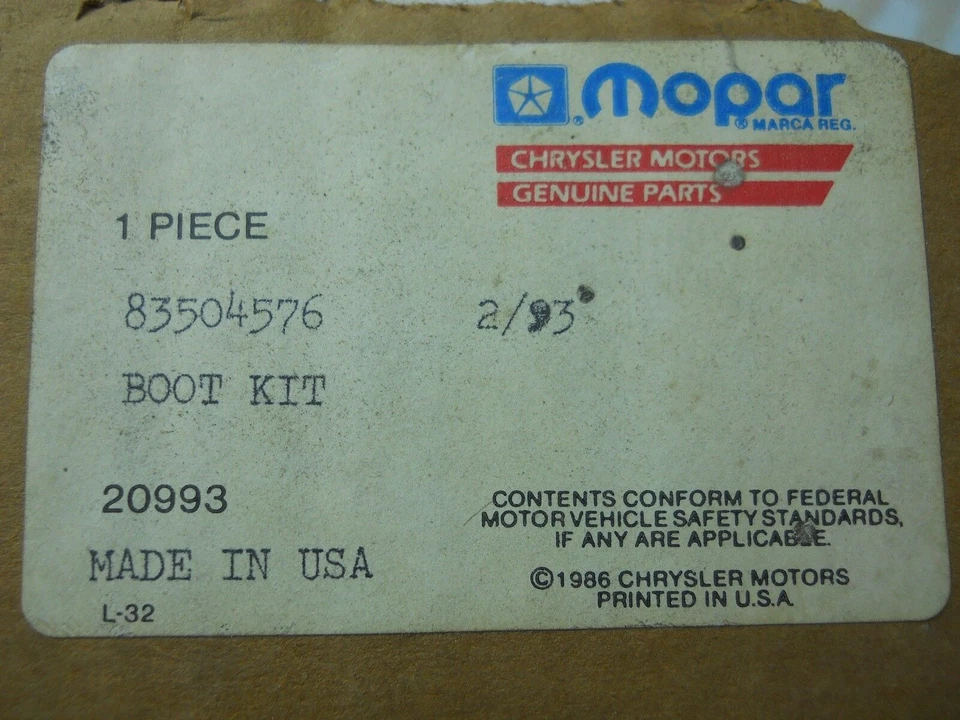 ® mopar
® MARCA REG.
CHRYSLER MOTORS
GENUINE PARTS
1 PIECE
83504576 2/93
BOOT KIT
20993
MADE IN USA
L-32
CONTENTS CONFORM TO FEDERAL
MOTOR VEHICLE SAFETY STANDARDS,
IF ANY ARE APPLICABLE.
©1986 CHRYSLER MOTORS
PRINTED IN U.S.A.